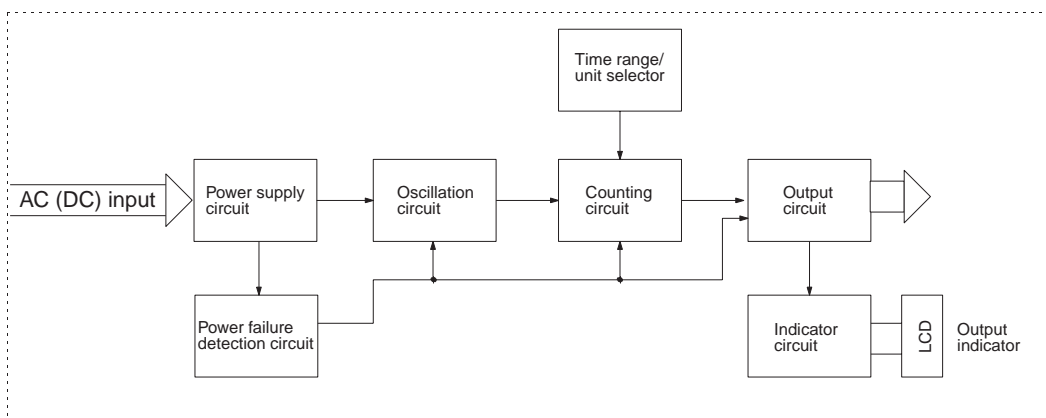 Time range/
unit selector
AC (DC) input
Power supply
circuit
Oscillation
circuit
Counting
circuit
Output
circuit
Power failure
detection circuit
Indicator
circuit
LCD
Output
indicator